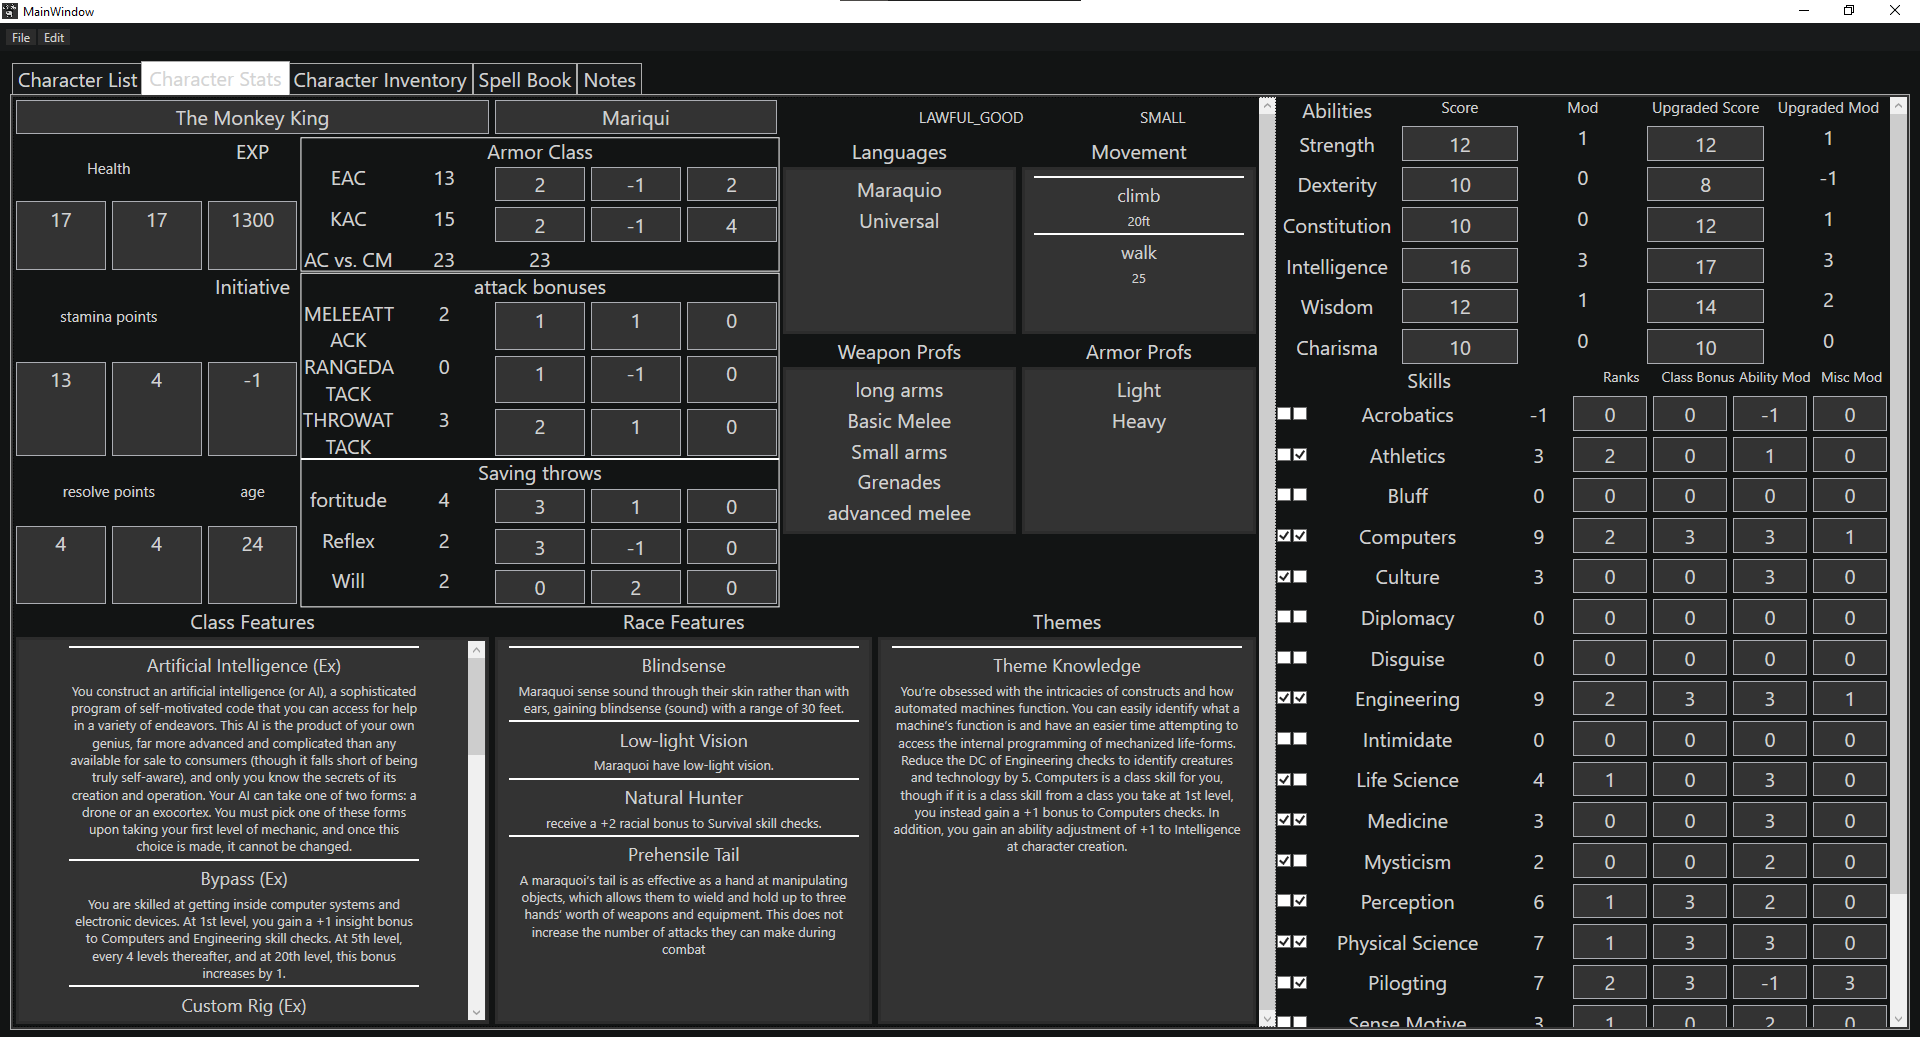 MainWindow
File Edit
Character List Character Stats Character Inventory Spell Book Notes
The Monkey King Mariqui LAWFUL_GOOD SMALL
Health EXP
17 17 1300
Initiative
stamina points
13 4 -1
resolve points age
4 4 24
Armor Class
EAC 13 2 -1 2
KAC 15 2 -1 4
AC vs. CM 23 23
attack bonuses
MELEEATT
ACK
2 1 1 0
RANGEDA
TACK
0 1 -1 0
THROWAT
TACK
3 2 1 0
Saving throws
fortitude 4 3 1 0
Reflex 2 3 -1 0
Will 2 0 2 0
Languages
Maraquio
Universal
Movement
climb
20ft
walk
25
Weapon Profs
long arms
Basic Melee
Small arms
Grenades
advanced melee
Armor Profs
Light
Heavy
Class Features
Artificial Intelligence (Ex)
You construct an artificial intelligence (or AI), a sophisticated
program of self-motivated code that you can access for help
in a variety of endeavors. This AI is the product of your own
genius, far more advanced and complicated than any
available for sale to consumers (though it falls short of being
truly self-aware), and only you know the secrets of its
creation and operation. Your AI can take one of two forms: a
drone or an exocortex. You must pick one of these forms
upon taking your first level of mechanic, and once this
choice is made, it cannot be changed.
Bypass (Ex)
You are skilled at getting inside computer systems and
electronic devices. At 1st level, you gain a +1 insight bonus
to Computers and Engineering skill checks. At 5th level,
every 4 levels thereafter, and at 20th level, this bonus
increases by 1.
Custom Rig (Ex)
Race Features
Blindsense
Maraquoi sense sound through their skin rather than with
ears, gaining blindsense (sound) with a range of 30 feet.
Low-light Vision
Maraquoi have low-light vision.
Natural Hunter
receive a +2 racial bonus to Survival skill checks.
Prehensile Tail
A maraquoi's tail is as effective as a hand at manipulating
objects, which allows them to wield and hold up to three
hands' worth of weapons and equipment. This does not
increase the number of attacks they can make during
combat
Themes
Theme Knowledge
You're obsessed with the intricacies of constructs and how
automated machines function. You can easily identify what a
machine's function is and have an easier time attempting to
access the internal programming of mechanized life-forms.
Reduce the DC of Engineering checks to identify creatures
and technology by 5. Computers is a class skill for you,
though if it is a class skill from a class you take at 1st level,
you instead gain a +1 bonus to Computers checks. In
addition, you gain an ability adjustment of +1 to Intelligence
at character creation.
Abilities Score Mod Upgraded Score Upgraded Mod
Strength 12 1 12 1
Dexterity 10 0 8 -1
Constitution 10 0 12 1
Intelligence 16 3 17 3
Wisdom 12 1 14 2
Charisma 10 0 10 0
Skills Ranks Class Bonus Ability Mod Misc Mod
Acrobatics -1 0 0 -1 0
Athletics 3 2 0 1 0
Bluff 0 0 0 0 0
Computers 9 2 3 3 1
Culture 3 0 0 3 0
Diplomacy 0 0 0 0 0
Disguise 0 0 0 0 0
Engineering 9 2 3 3 1
Intimidate 0 0 0 0 0
Life Science 4 1 0 3 0
Medicine 3 0 0 3 0
Mysticism 2 0 0 2 0
Perception 6 1 3 2 0
Physical Science 7 1 3 3 0
Pilogting 7 2 3 -1 3
Sense Motive 3 1 0 2 0